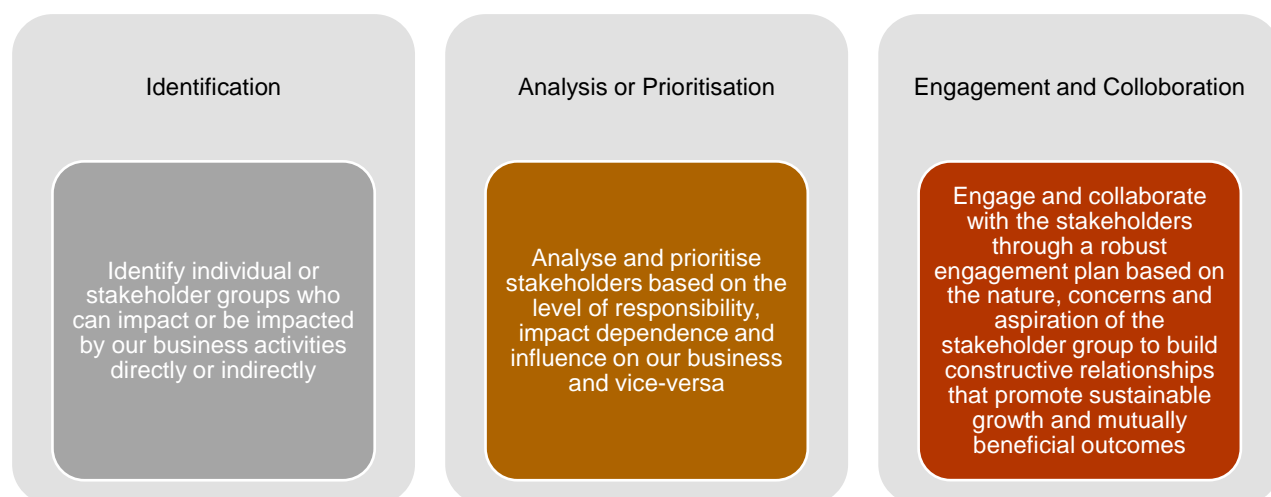 Identification
Identify individual or
stakeholder groups who
can impact or be impacted
by our business activities
directly or indirectly
Analysis or Prioritisation
Analyse and prioritise
stakeholders based on the
level of responsibility,
impact dependence and
influence on our business
and vice-versa
Engagement and Colloboration
Engage and collaborate
with the stakeholders
through a robust
engagement plan based on
the nature, concerns and
aspiration of the
stakeholder group to build
constructive relationships
that promote sustainable
growth and mutually
beneficial outcomes